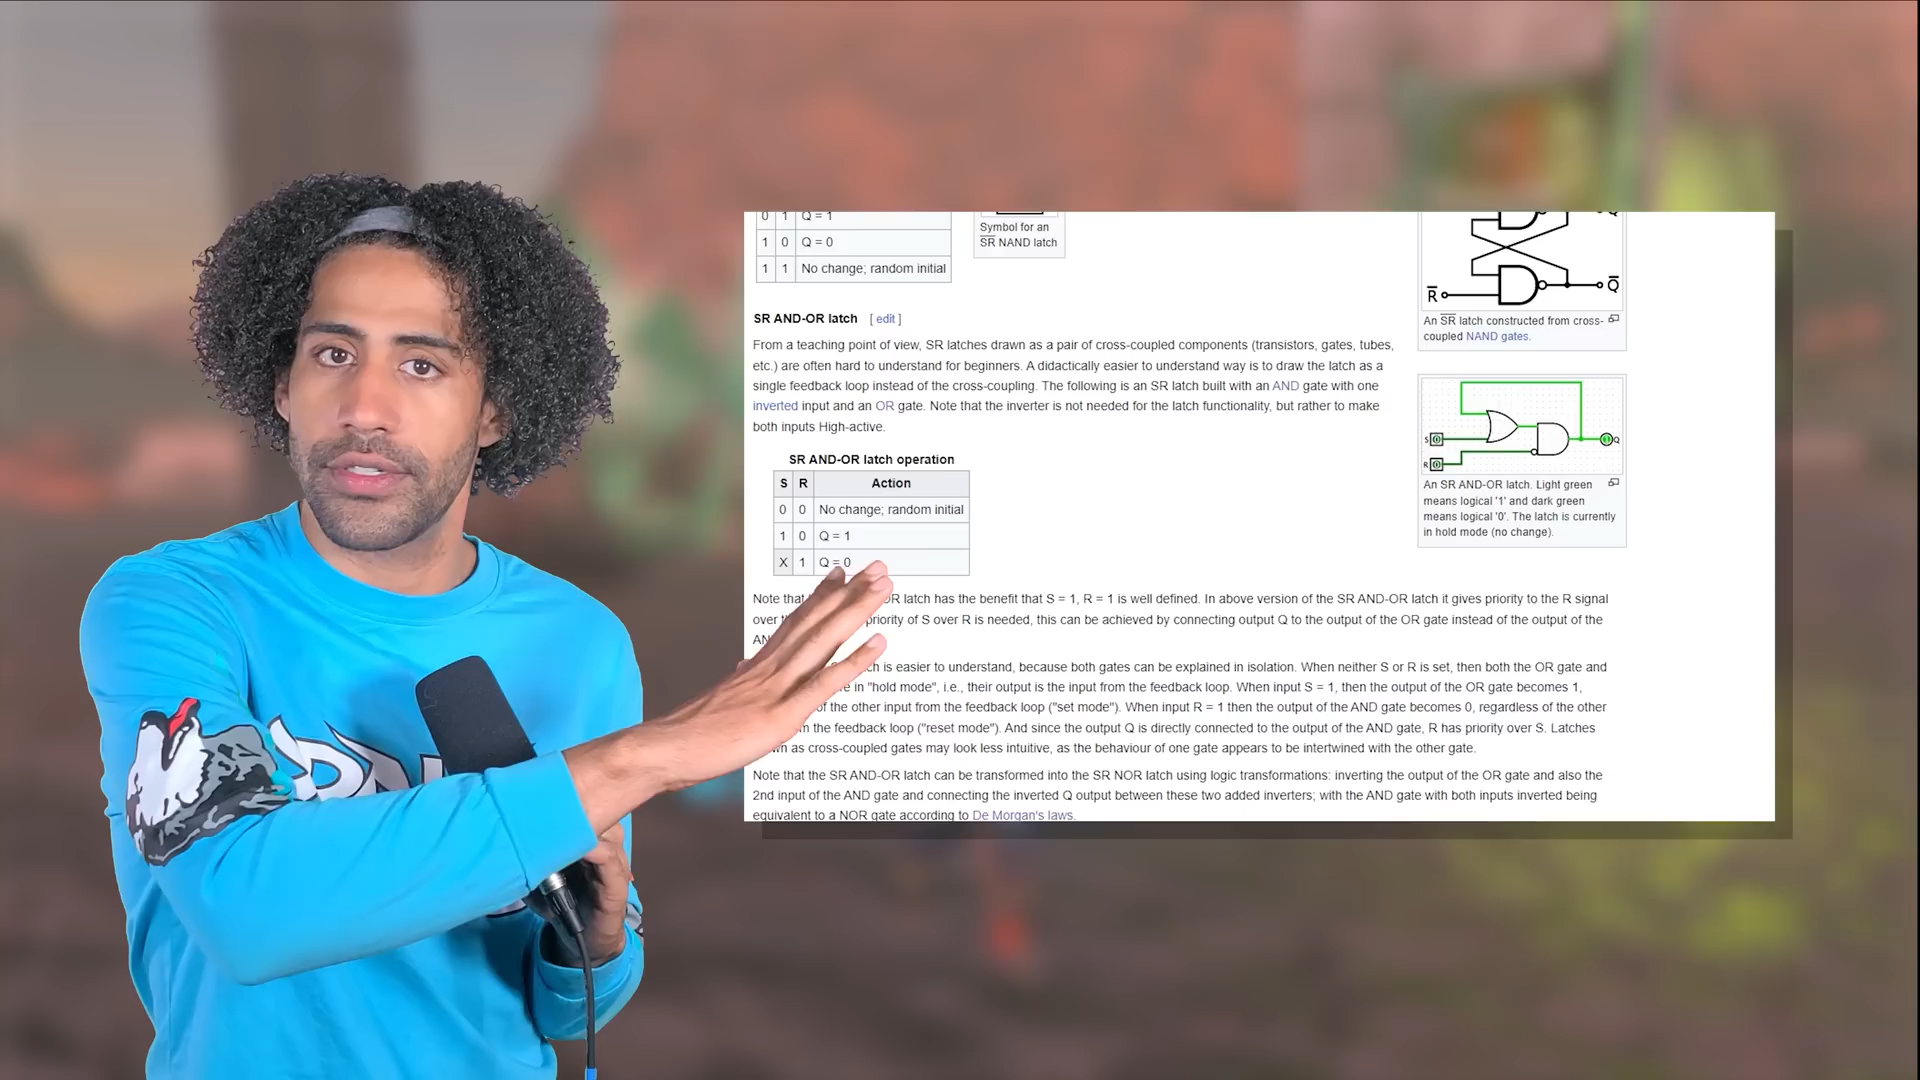 0 1 Q = 1
1 0 Q = 0
1 1 No change; random initial
Symbol for an
SR NAND latch
R Q
An SR latch constructed from cross-
coupled NAND gates.
SR AND-OR latch [ edit ]
From a teaching point of view, SR latches drawn as a pair of cross-coupled components (transistors, gates, tubes,
etc.) are often hard to understand for beginners. A didactically easier to understand way is to draw the latch as a
single feedback loop instead of the cross-coupling. The following is an SR latch built with an AND gate with one
inverted input and an OR gate. Note that the inverter is not needed for the latch functionality, but rather to make
both inputs High-active.
SR AND-OR latch operation
S R Action
0 0 No change; random initial
1 0 Q = 1
X 1 Q = 0
S 0 Q
R 0
An SR AND-OR latch. Light green
means logical '1' and dark green
means logical '0'. The latch is currently
in hold mode (no change).
Note that OR latch has the benefit that S = 1, R = 1 is well defined. In above version of the SR AND-OR latch it gives priority to the R signal
over priority of S over R is needed, this can be achieved by connecting output Q to the output of the OR gate instead of the output of the
is easier to understand, because both gates can be explained in isolation. When neither S or R is set, then both the OR gate and
in "hold mode", i.e., their output is the input from the feedback loop. When input S = 1, then the output of the OR gate becomes 1,
of the other input from the feedback loop ("set mode"). When input R = 1 then the output of the AND gate becomes 0, regardless of the other
the feedback loop ("reset mode"). And since the output Q is directly connected to the output of the AND gate, R has priority over S. Latches
as cross-coupled gates may look less intuitive, as the behaviour of one gate appears to be intertwined with the other gate.
Note that the SR AND-OR latch can be transformed into the SR NOR latch using logic transformations: inverting the output of the OR gate and also the
2nd input of the AND gate and connecting the inverted Q output between these two added inverters; with the AND gate with both inputs inverted being
equivalent to a NOR gate according to De Morgan's laws.